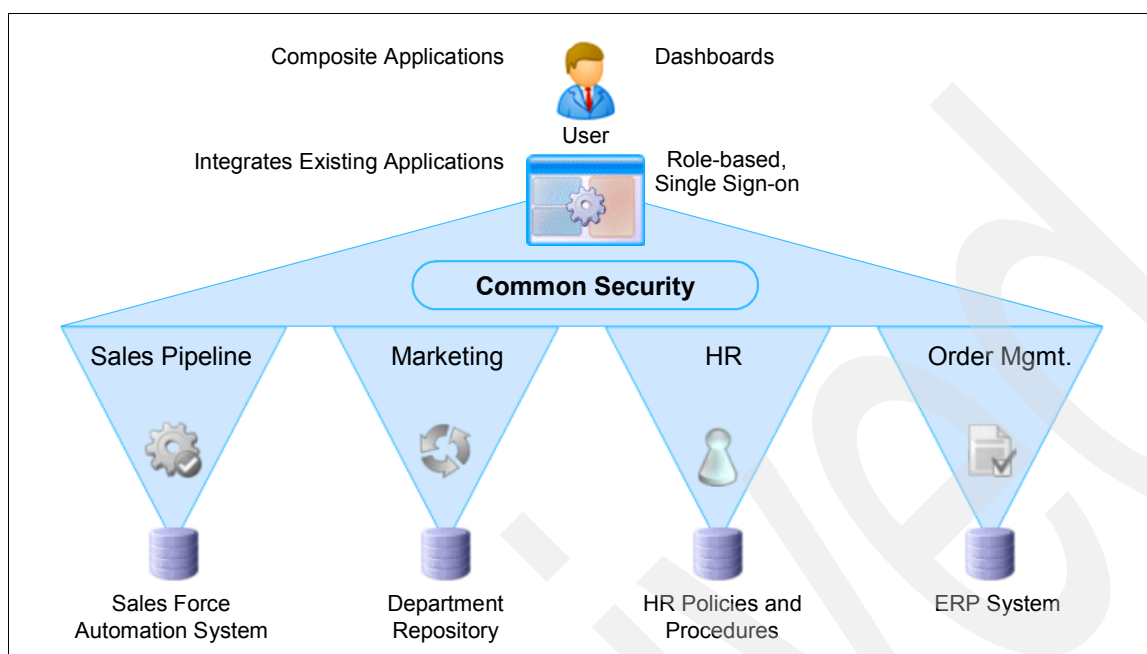 Composite Applications
Dashboards
User
Integrates Existing Applications
Role-based,
Single Sign-on
Common Security
Sales Pipeline
Marketing
HR
Order Mgmt.
Sales Force
Automation System
Department
Repository
HR Policies and
Procedures
ERP System